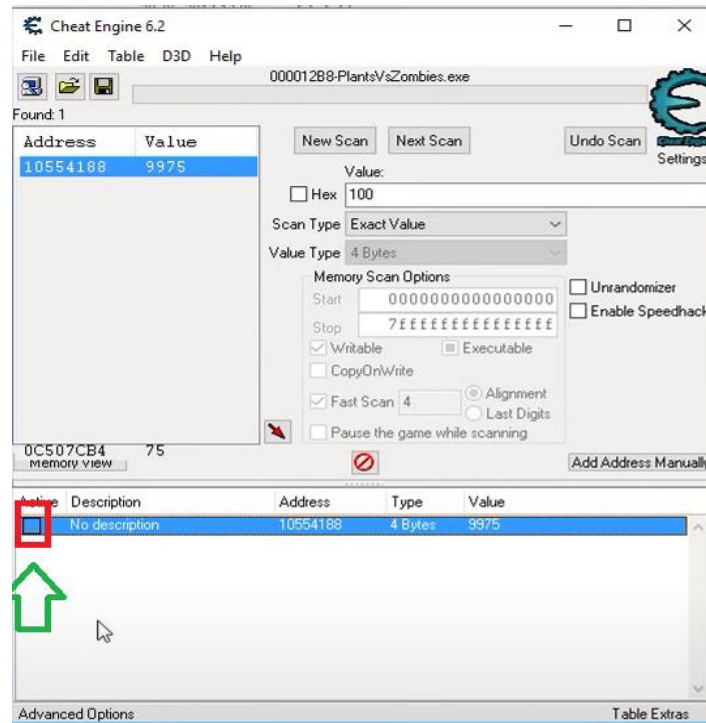 Cheat Engine 6.2
File Edit Table D3D Help
000012B8-PlantsVsZombies.exe
Found: 1
Address Value
10554188 9975
New Scan Next Scan Undo Scan
Cheat Engine
Settings
Value:
Hex 100
Scan Type Exact Value
Value Type 4 Bytes
Memory Scan Options
Start 0000000000000000
Stop 7fffffffffffffff
Writable Executable
CopyOnWrite
Fast Scan 4 Alignment
Last Digits
Pause the game while scanning
Unrandomizer
Enable Speedhack
0C507CB4 75
Memory View
Add Address Manually
Active Description Address Type Value
No description 10554188 4 Bytes 9975
Advanced Options Table Extras